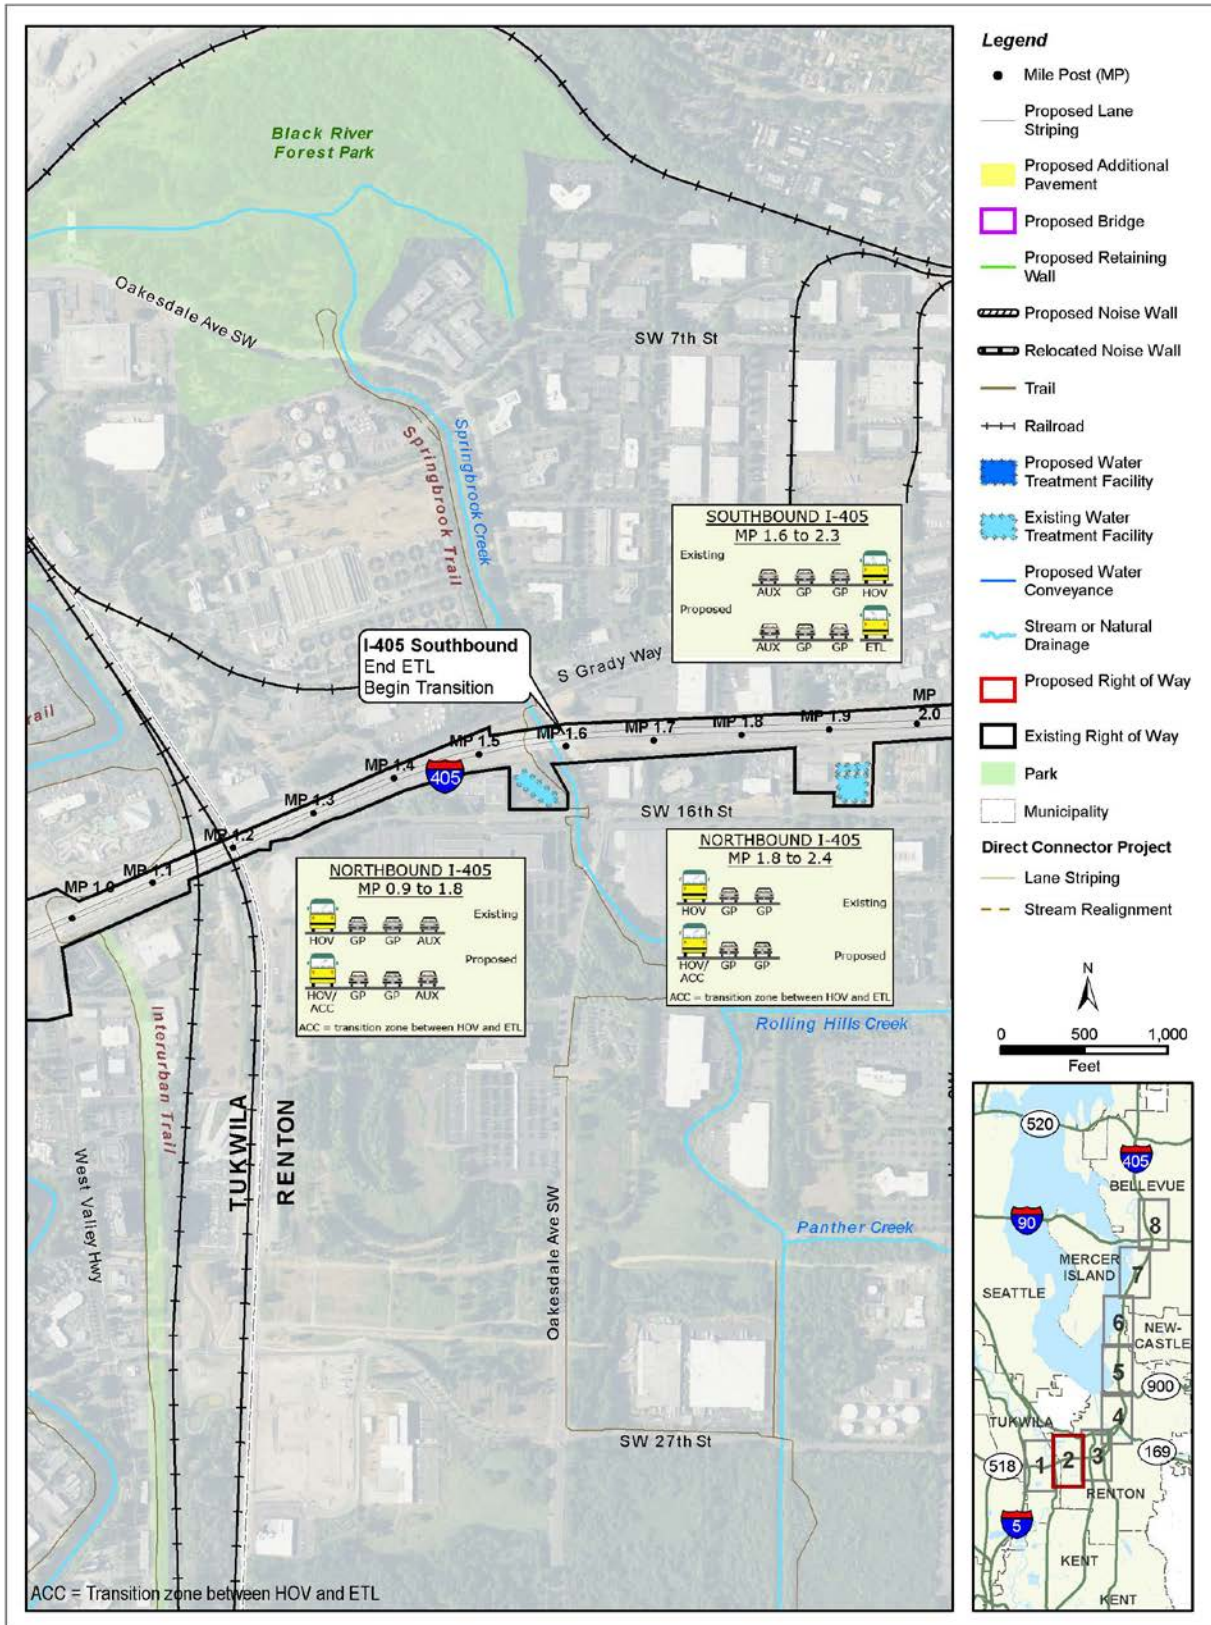 Black River
Forest Park
Oakesdale Ave SW
SW 7th St
Springbrook Trail
Springbrook Creek
SOUTHBOUND I-405
MP 1.6 to 2.3
Existing
AUX GP GP HOV
Proposed
AUX GP GP ETL
I-405 Southbound
End ETL
Begin Transition
S Grady Way
rail
MP 1.0
MP 1.1
MP 1.2
MP 1.3
MP 1.4
MP 1.5
MP 1.6
MP 1.7
MP 1.8
MP 1.9
MP
2.0
405
SW 16th St
NORTHBOUND I-405
MP 0.9 to 1.8
Existing
HOV GP GP AUX
Proposed
HOV/
ACC GP GP AUX
ACC = transition zone between HOV and ETL
NORTHBOUND I-405
MP 1.8 to 2.4
Existing
HOV GP GP
Proposed
HOV/
ACC GP GP
ACC = transition zone between HOV and ETL
Rolling Hills Creek
Interurban Trail
TUKWILA
RENTON
West Valley Hwy
Oakesdale Ave SW
Panther Creek
SW 27th St
ACC = Transition zone between HOV and ETL
Legend
Mile Post (MP)
Proposed Lane
Striping
Proposed Additional
Pavement
Proposed Bridge
Proposed Retaining
Wall
Proposed Noise Wall
Relocated Noise Wall
Trail
Railroad
Proposed Water
Treatment Facility
Existing Water
Treatment Facility
Proposed Water
Conveyance
Stream or Natural
Drainage
Proposed Right of Way
Existing Right of Way
Park
Municipality
Direct Connector Project
Lane Striping
Stream Realignment
N
0 500 1,000
Feet
520
405
BELLEVUE
90
8
MERCER
ISLAND
7
SEATTLE
6
NEW-
CASTLE
5
900
4
TUKWILA
518
1
2
3
169
RENTON
5
KENT
KENT